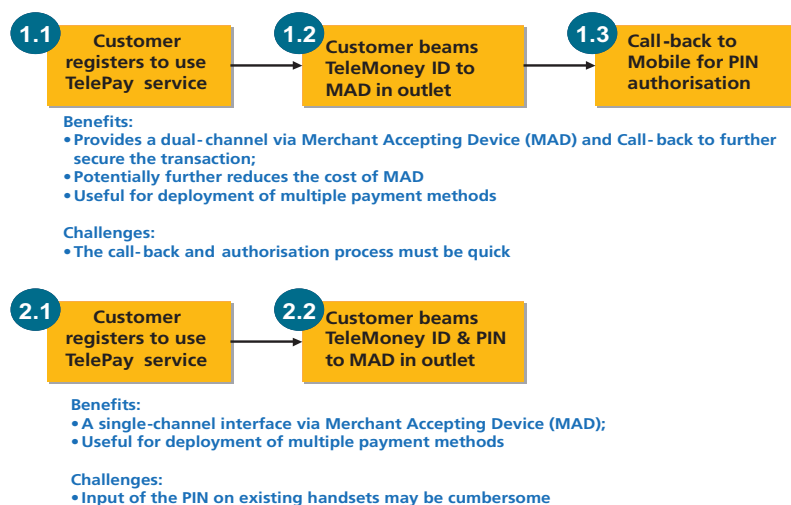 1.1
Customer
registers to use
TelePay service
1.2
Customer beams
TeleMoney ID to
MAD in outlet
1.3
Call-back to
Mobile for PIN
authorisation
Benefits:
• Provides a dual-channel via Merchant Accepting Device (MAD) and Call-back to further
secure the transaction;
• Potentially further reduces the cost of MAD
• Useful for deployment of multiple payment methods
Challenges:
• The call-back and authorisation process must be quick
2.1
Customer
registers to use
TelePay service
2.2
Customer beams
TeleMoney ID & PIN
to MAD in outlet
Benefits:
• A single-channel interface via Merchant Accepting Device (MAD);
• Useful for deployment of multiple payment methods
Challenges:
• Input of the PIN on existing handsets may be cumbersome